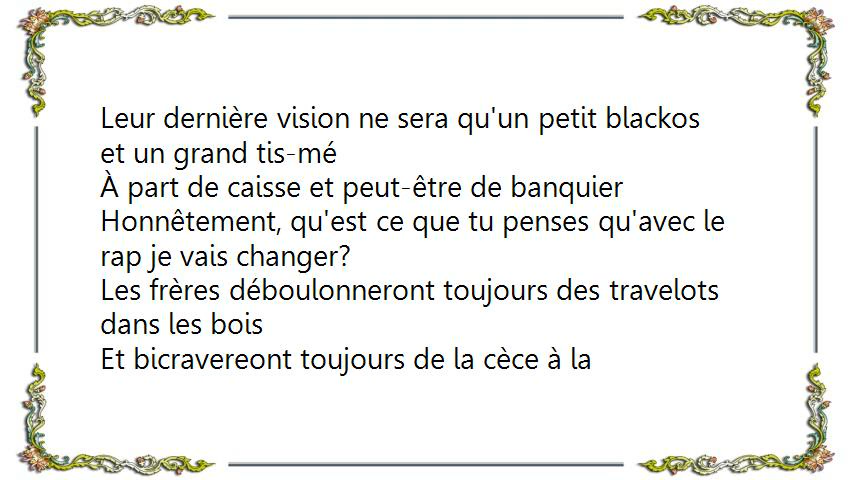 Leur dernière vision ne sera qu'un petit blackos
et un grand tis-mé
À part de caisse et peut-être de banquier
Honnêtement, qu'est ce que tu penses qu'avec le
rap je vais changer?
Les frères déboulonneront toujours des travelots
dans les bois
Et bicravereont toujours de la cèce à la